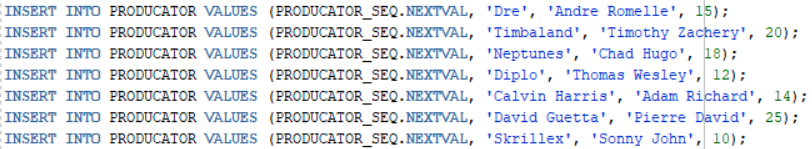 INSERT INTO PRODUCATOR VALUES (PRODUCATOR_SEQ.NEXTVAL, 'Dre', 'Andre Romelle', 15);
INSERT INTO PRODUCATOR VALUES (PRODUCATOR_SEQ.NEXTVAL, 'Timbaland', 'Timothy Zachery', 20);
INSERT INTO PRODUCATOR VALUES (PRODUCATOR_SEQ.NEXTVAL, 'Neptunes', 'Chad Hugo', 18);
INSERT INTO PRODUCATOR VALUES (PRODUCATOR_SEQ.NEXTVAL, 'Diplo', 'Thomas Wesley', 12);
INSERT INTO PRODUCATOR VALUES (PRODUCATOR_SEQ.NEXTVAL, 'Calvin Harris', 'Adam Richard', 14);
INSERT INTO PRODUCATOR VALUES (PRODUCATOR_SEQ.NEXTVAL, 'David Guetta', 'Pierre David', 25);
INSERT INTO PRODUCATOR VALUES (PRODUCATOR_SEQ.NEXTVAL, 'Skrillex', 'Sonny John', 10);